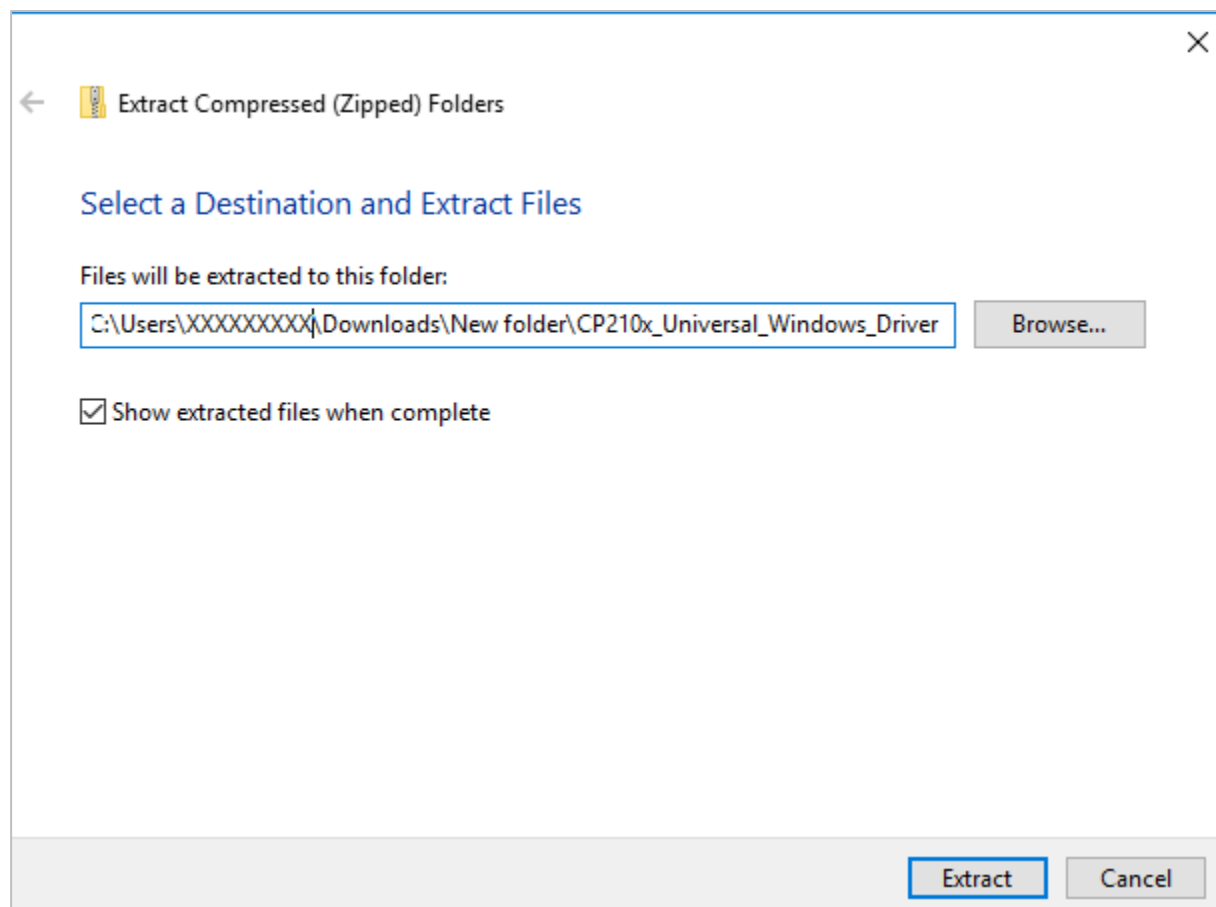 Extract Compressed (Zipped) Folders
Select a Destination and Extract Files
Files will be extracted to this folder:
C:\Users\XXXXXXXXX\Downloads\New folder\CP210x_Universal_Windows_Driver
Browse...
Show extracted files when complete
Extract
Cancel